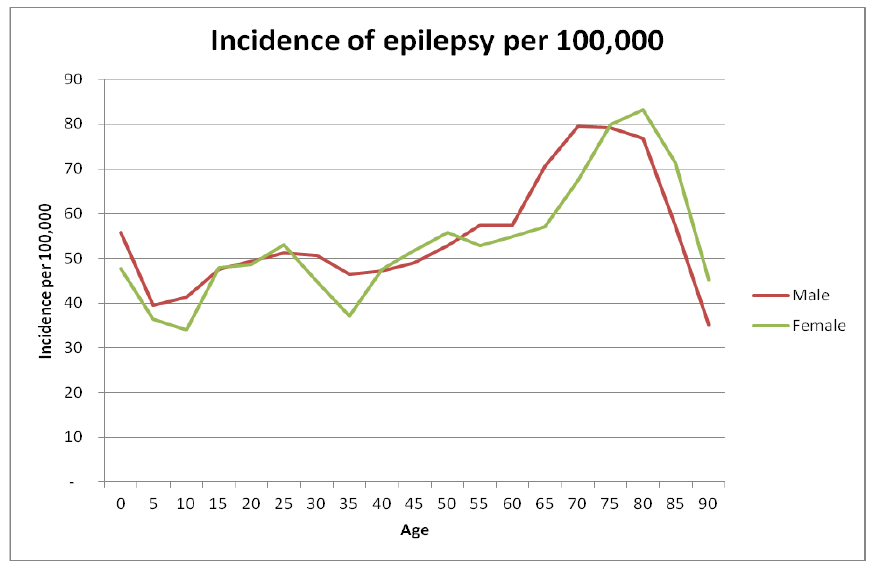 Incidence of epilepsy per 100,000
90
80
70
60
50
40
30
20
10
-
Incidence per 100,000
0 5 10 15 20 25 30 35 40 45 50 55 60 65 70 75 80 85 90
Age
Male
Female